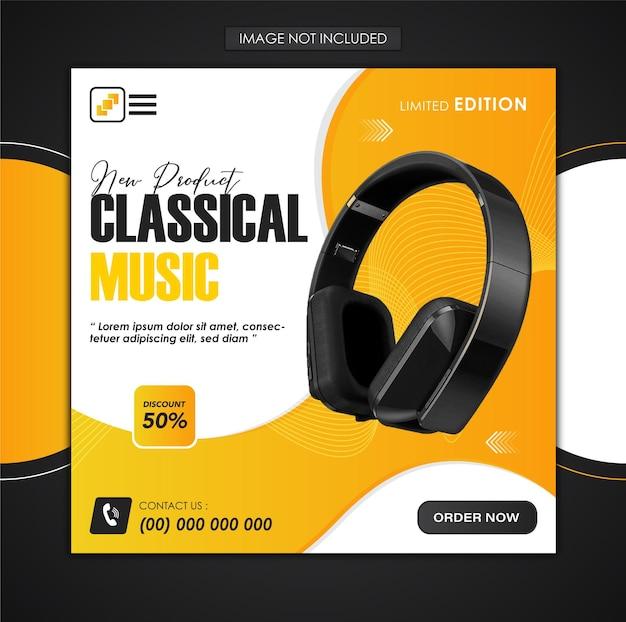 IMAGE NOT INCLUDED
LIMITED EDITION
New Product
CLASSICAL
MUSIC
“ Lorem ipsum dolor sit amet, consec-
tetuer adipiscing elit, sed diam “
DISCOUNT
50%
CONTACT US :
(00) 000 000 000
ORDER NOW